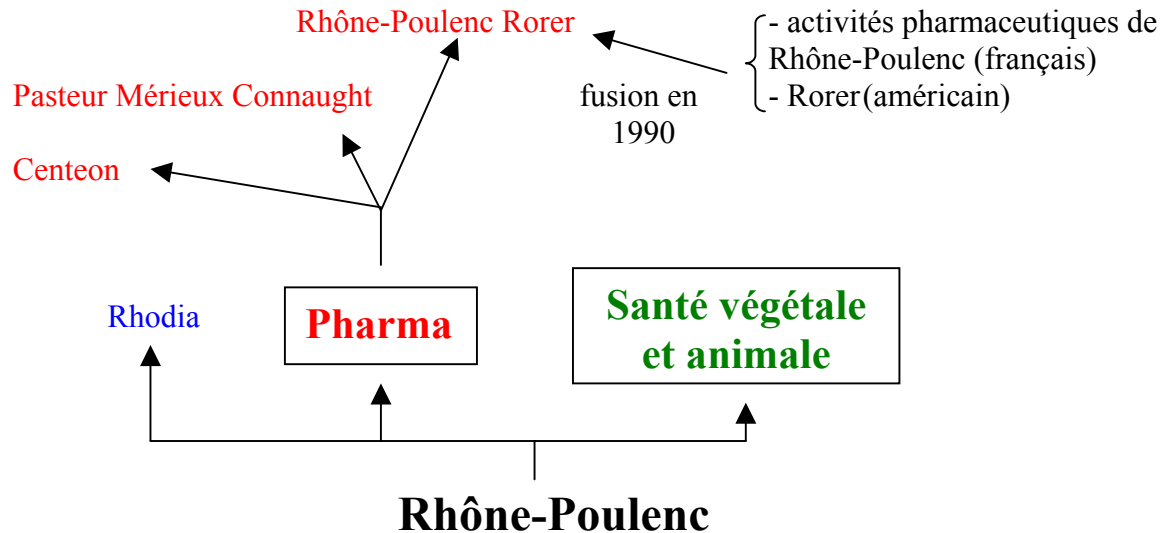 Rhône-Poulenc Rorer
- activités pharmaceutiques de
Rhône-Poulenc (français)
- Rorer (américain)
fusion en
1990
Pasteur Mérieux Connaught
Centeon
Rhodia
Pharma
Santé végétale
et animale
Rhône-Poulenc